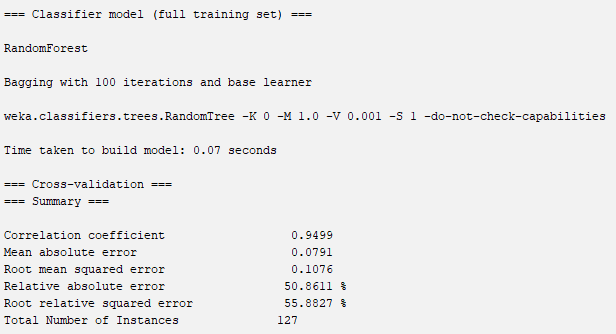 === Classifier model (full training set) ===
RandomForest
Bagging with 100 iterations and base learner
weka.classifiers.trees.RandomTree -K 0 -M 1.0 -V 0.001 -S 1 -do-not-check-capabilities
Time taken to build model: 0.07 seconds
=== Cross-validation ===
=== Summary ===
Correlation coefficient 0.9499
Mean absolute error 0.0791
Root mean squared error 0.1076
Relative absolute error 50.8611 %
Root relative squared error 55.8827 %
Total Number of Instances 127